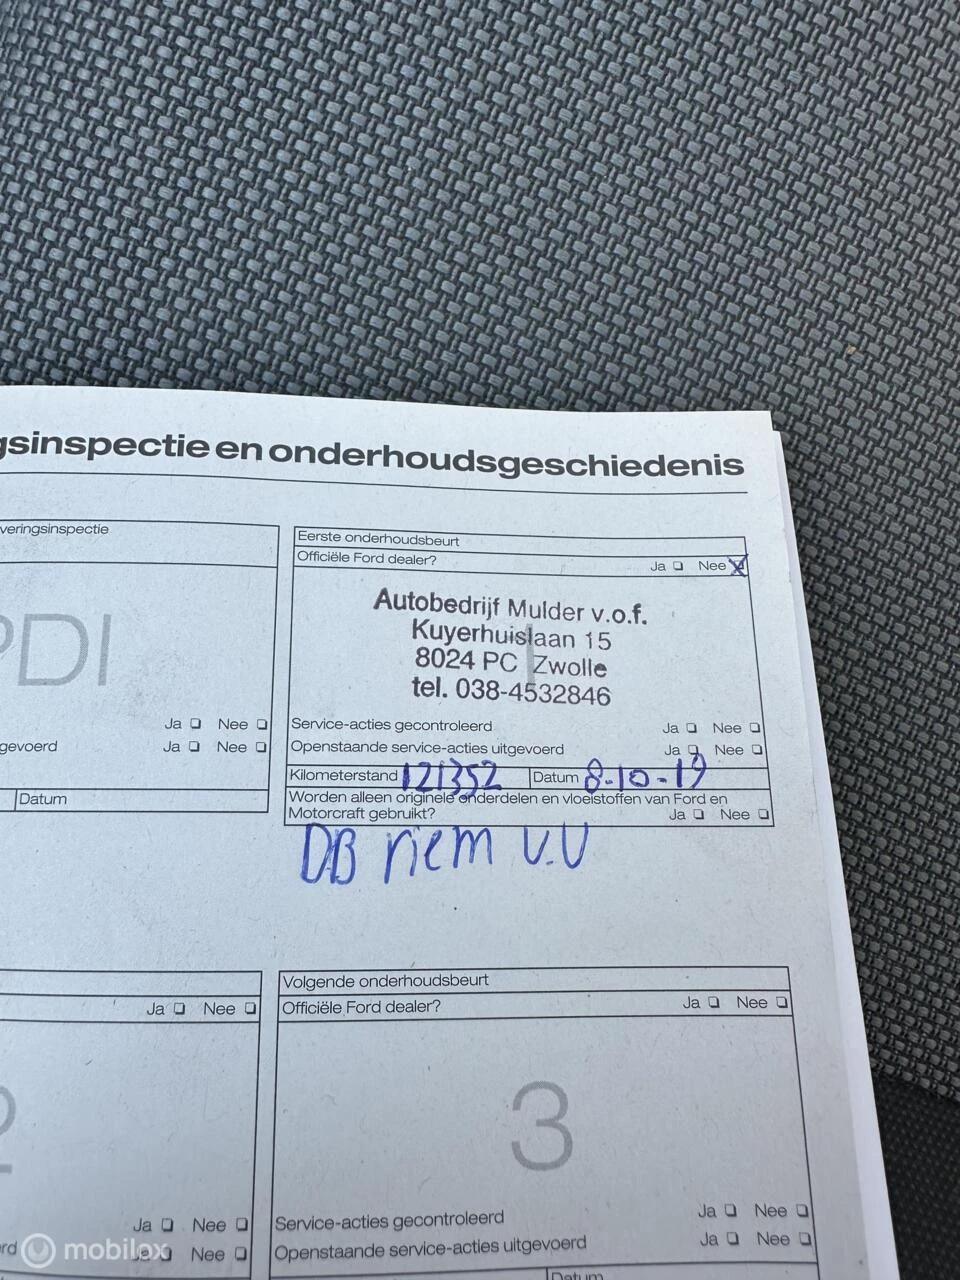 gsinspectie en onderhoudsgeschiedenis
veringsinspectie
PDI
Ja Nee
gevoerd Ja Nee
Datum
Eerste onderhoudsbeurt
Officiële Ford dealer? Ja Nee
Autobedrijf Mulder v.o.f.
Kuyerhuislaan 15
8024 PC Zwolle
tel. 038-4532846
Service-acties gecontroleerd Ja Nee
Openstaande service-acties uitgevoerd Ja Nee
Kilometerstand 121352 Datum 8-10-19
Worden alleen originele onderdelen en vloeistoffen van Ford en
Motorcraft gebruikt? Ja Nee
DB riem v.v
Ja Nee
2
Ja Nee
Ja Nee
Volgende onderhoudsbeurt
Officiële Ford dealer? Ja Nee
3
Service-acties gecontroleerd Ja Nee
Openstaande service-acties uitgevoerd Ja Nee
Datum
mobilox